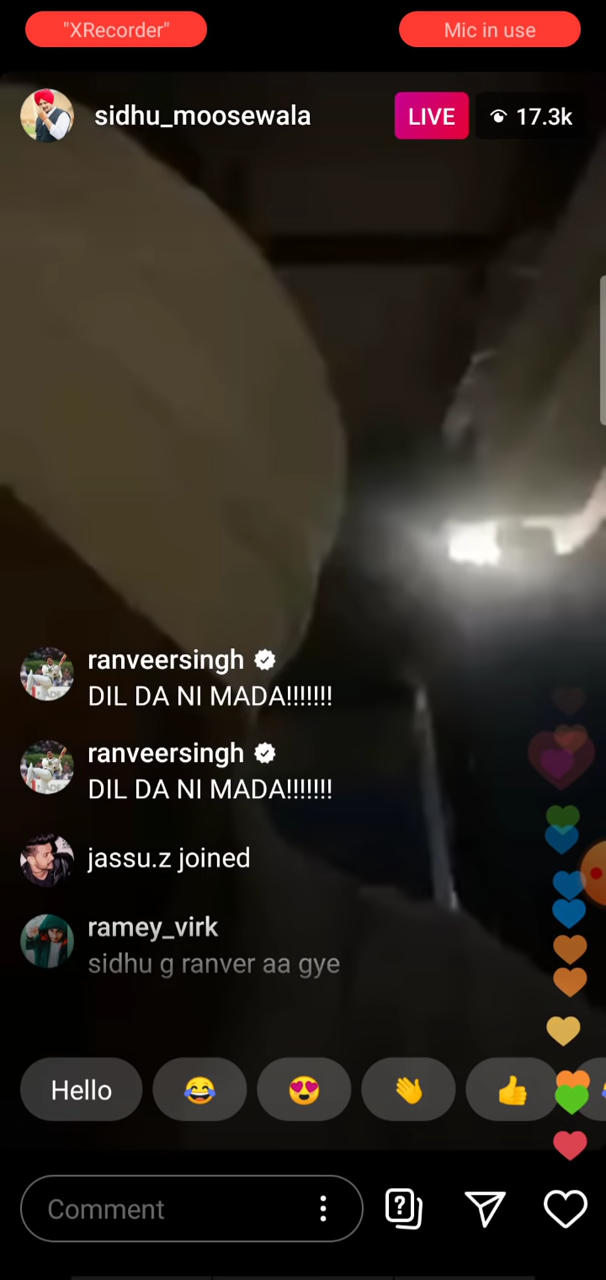 "XRecorder" Mic in use
sidhu_moosewala LIVE 17.3k
ranveersingh
DIL DA NI MADA!!!!!!!
ranveersingh
DIL DA NI MADA!!!!!!!
jassu.z joined
ramey_virk
sidhu g ranver aa gye
Hello
Comment